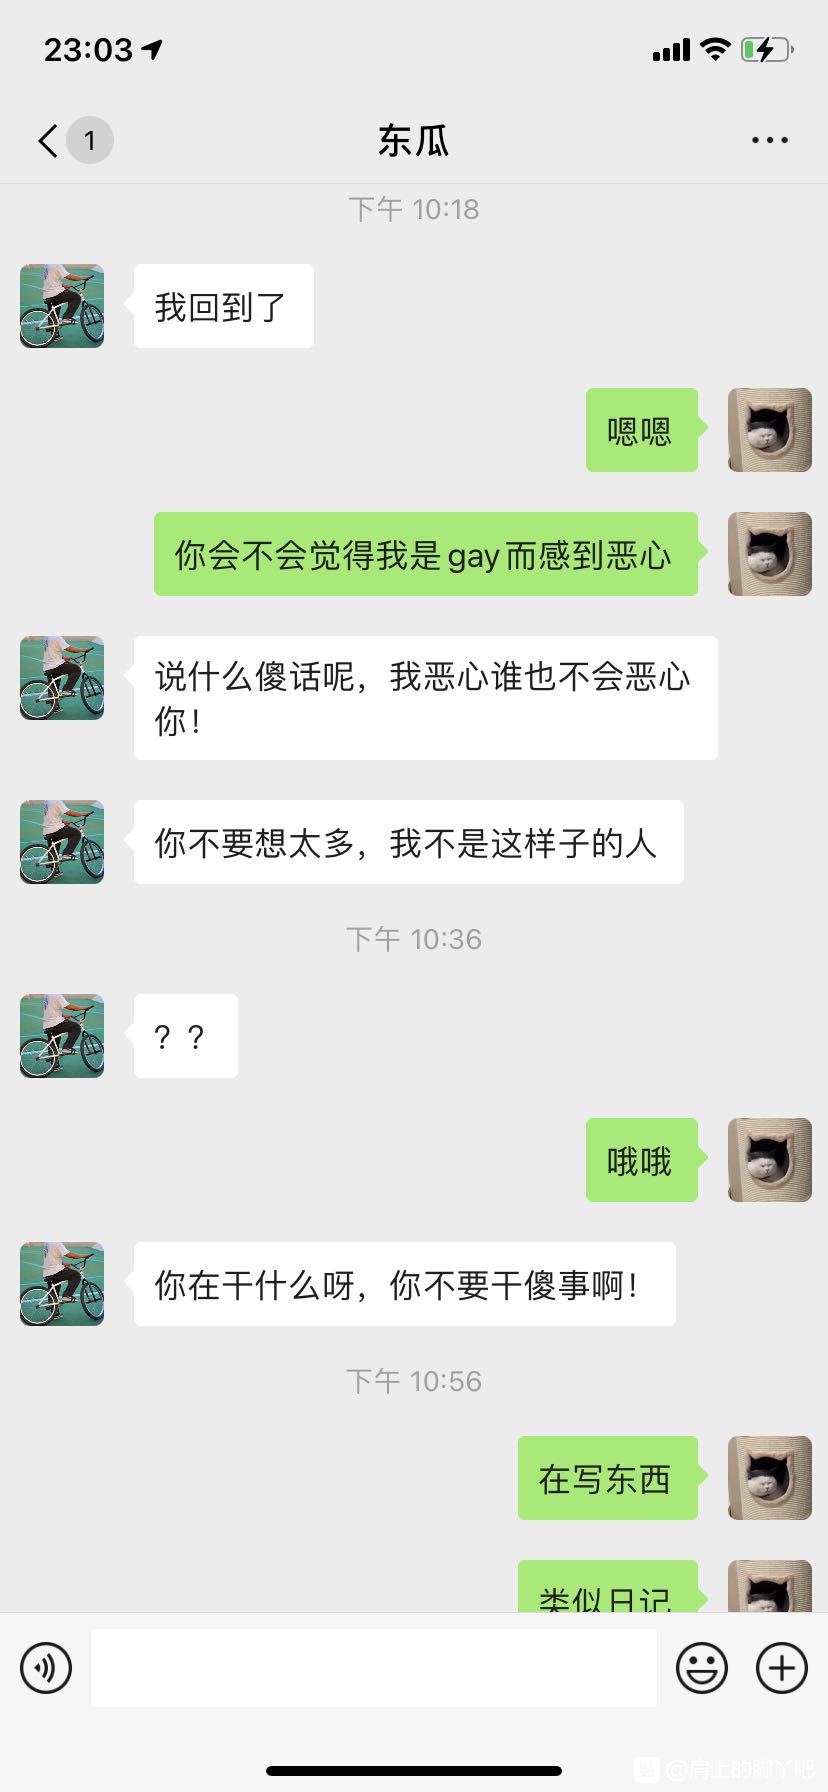 23:03
1
东瓜
下午 10:18
我回到了
嗯嗯
你会不会觉得我是gay而感到恶心
说什么傻话呢，我恶心谁也不会恶心
你！
你不要想太多，我不是这样子的人
下午 10:36
？？
哦哦
你在干什么呀，你不要干傻事啊！
下午 10:56
在写东西
类似日记
贴 @肩上的脚丫吧